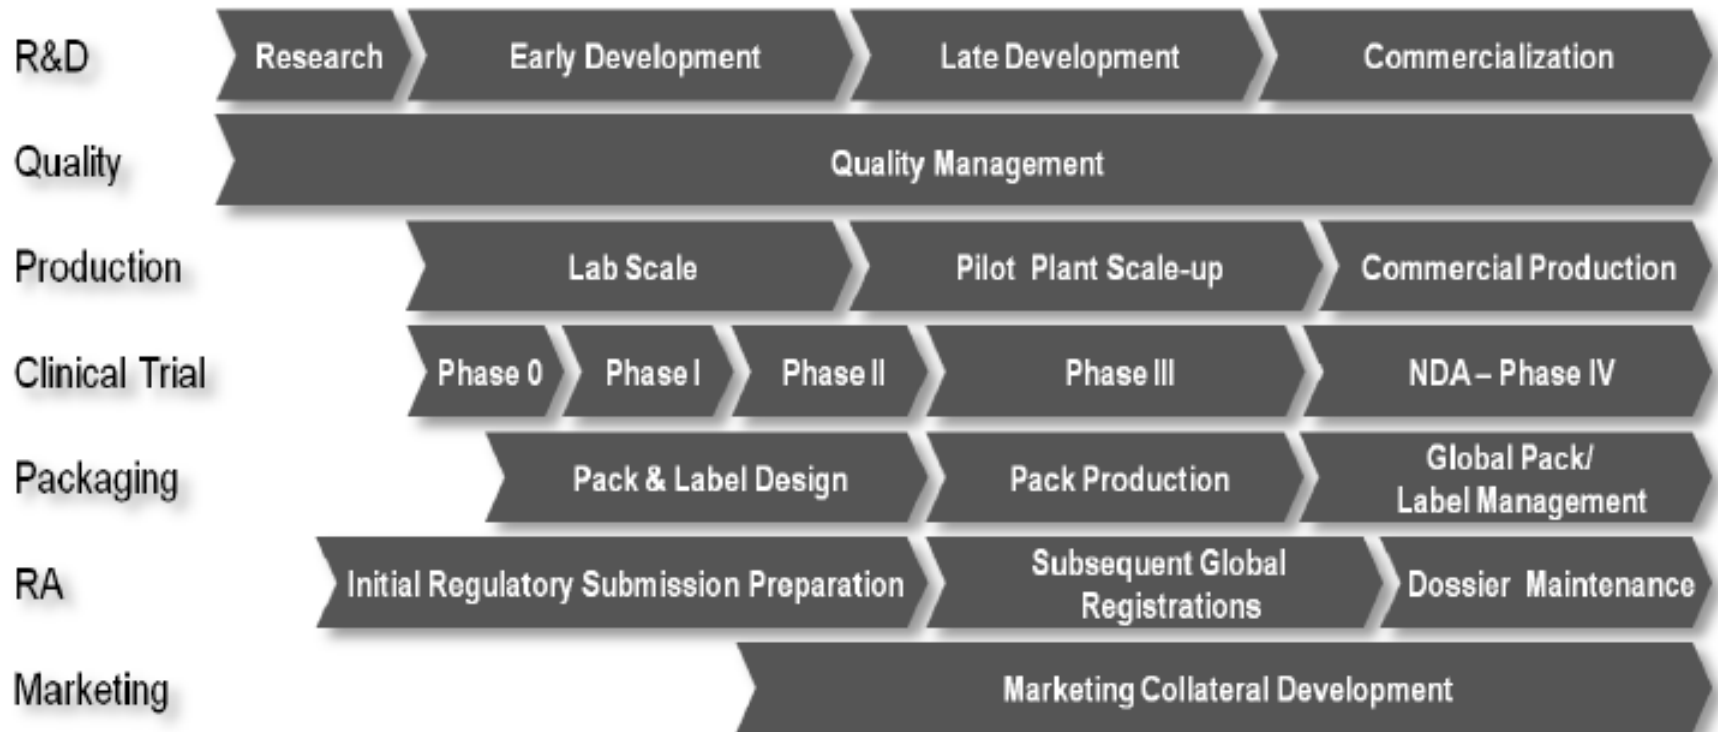 R&D
Research
Early Development
Late Development
Commercialization
Quality
Quality Management
Production
Lab Scale
Pilot Plant Scale-up
Commercial Production
Clinical Trial
Phase 0
Phase I
Phase II
Phase III
NDA – Phase IV
Packaging
Pack & Label Design
Pack Production
Global Pack/
Label Management
RA
Initial Regulatory Submission Preparation
Subsequent Global
Registrations
Dossier Maintenance
Marketing
Marketing Collateral Development